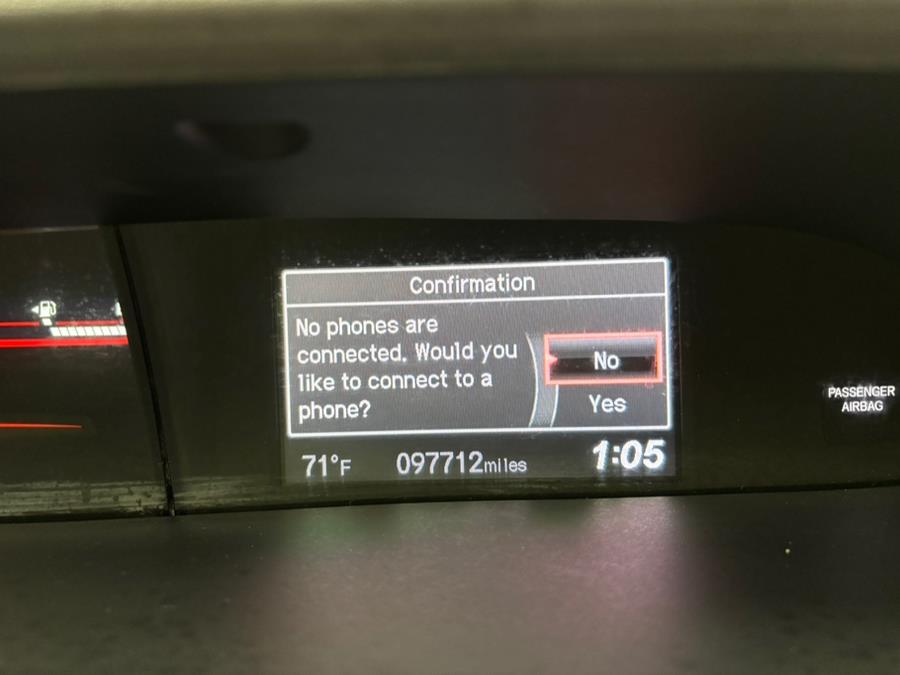 Confirmation
No phones are
connected. Would you
like to connect to a
phone?
No
Yes
71°F 097712miles 1:05
PASSENGER
AIRBAG